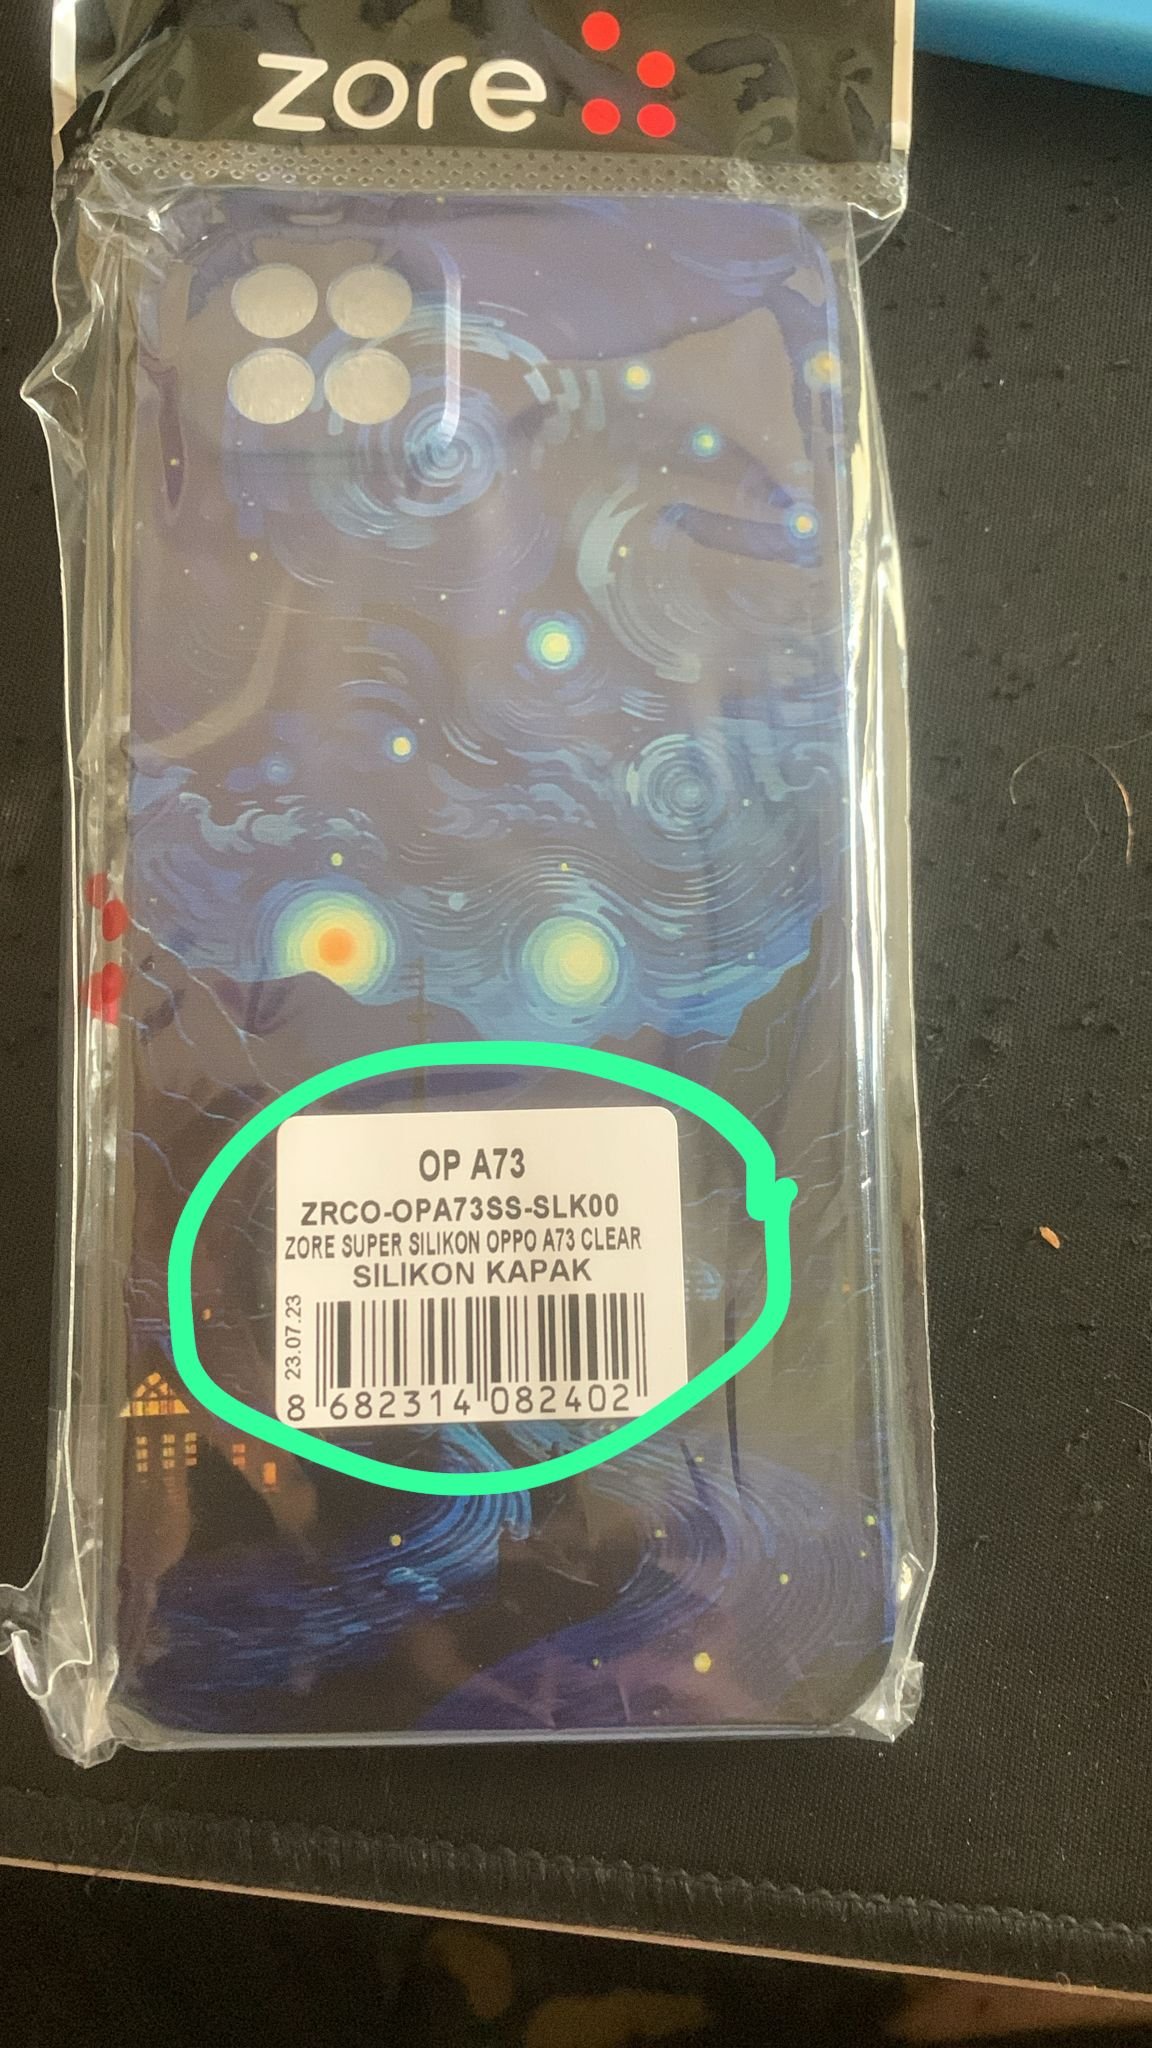 zore
OP A73
ZRCO-OPA73SS-SLK00
ZORE SUPER SILIKON OPPO A73 CLEAR
SILIKON KAPAK
23.07.23
8 682314 082402